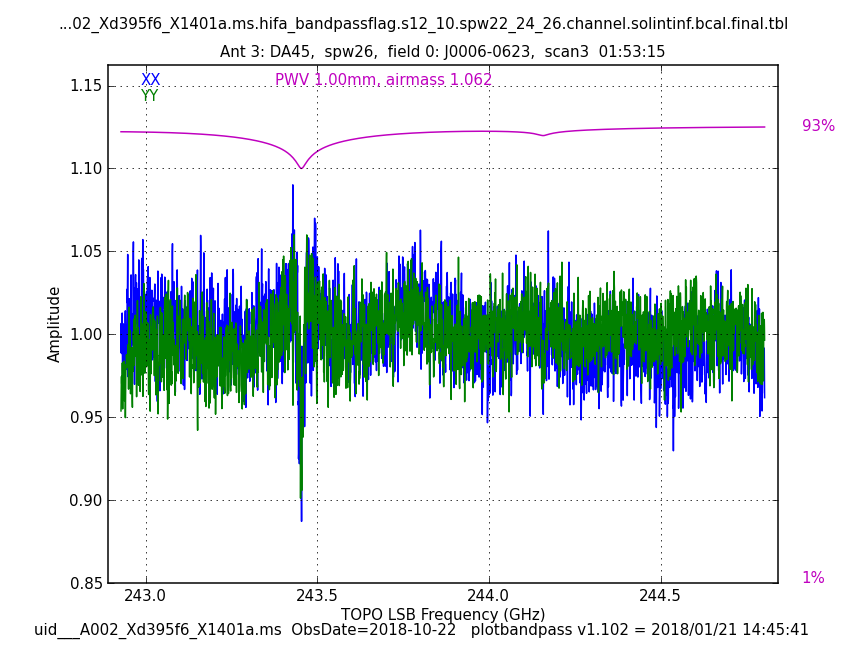 ...02_Xd395f6_X1401a.ms.hifa_bandpassflag.s12_10.spw22_24_26.channel.solintinf.bcal.final.tbl
Ant 3: DA45, spw26, field 0: J0006-0623, scan3 01:53:15
XX
YY
PWV 1.00mm, airmass 1.062
93%
1%
1.15
1.10
1.05
1.00
0.95
0.90
0.85
Amplitude
243.0
243.5
244.0
244.5
TOPO LSB Frequency (GHz)
uid___A002_Xd395f6_X1401a.ms ObsDate=2018-10-22 plotbandpass v1.102 = 2018/01/21 14:45:41